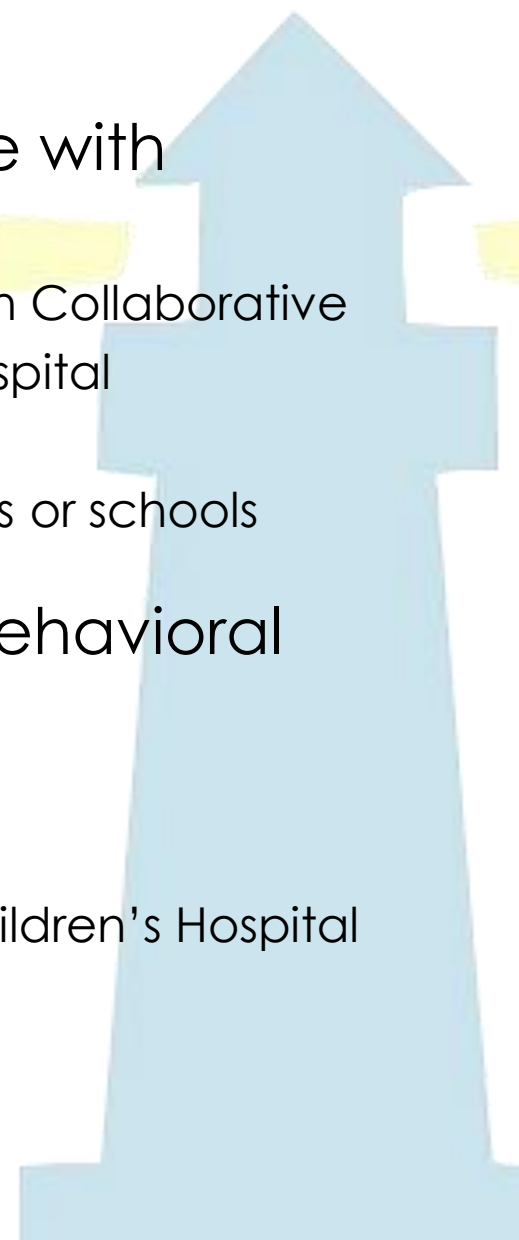 e with
n Collaborative
spital
s or schools
ehavioral
ildren’s Hospital